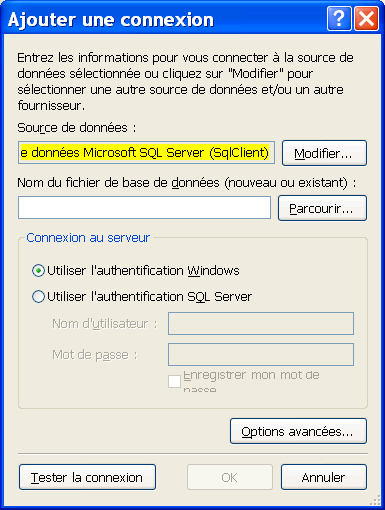 Ajouter une connexion
Entrez les informations pour vous connecter à la source de
données sélectionnée ou cliquez sur "Modifier" pour
sélectionner une autre source de données et/ou un autre
fournisseur.
Source de données :
e données Microsoft SQL Server (SqlClient)
Modifier...
Nom du fichier de base de données (nouveau ou existant) :
Parcourir...
Connexion au serveur
Utiliser l'authentification Windows
Utiliser l'authentification SQL Server
Nom d'utilisateur :
Mot de passe :
Enregistrer mon mot de
passe
Options avancées...
Tester la connexion
OK
Annuler